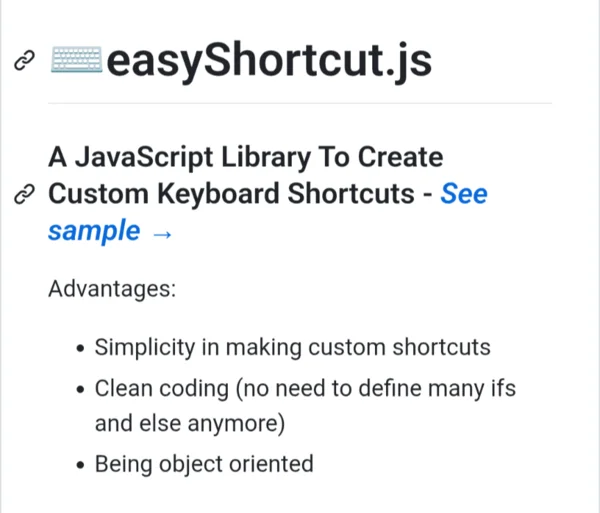 ⌨️easyShortcut.js
A JavaScript Library To Create
Custom Keyboard Shortcuts - See
sample →
Advantages:
• Simplicity in making custom shortcuts
• Clean coding (no need to define many ifs
and else anymore)
• Being object oriented